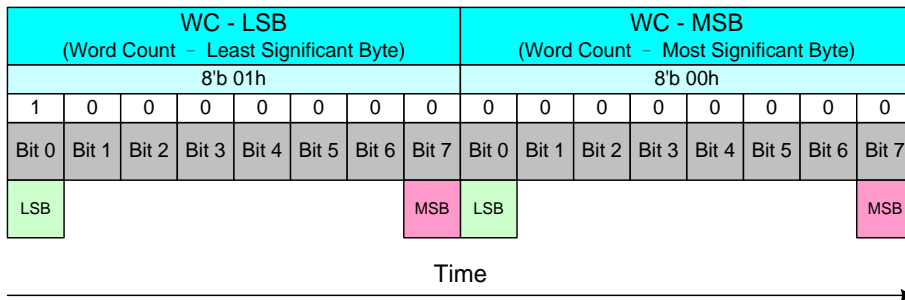 WC - LSB WC - MSB
(Word Count – Least Significant Byte) (Word Count – Most Significant Byte)
8'b 01h 8'b 00h
1 0 0 0 0 0 0 0 0 0 0 0 0 0 0 0
Bit 0 Bit 1 Bit 2 Bit 3 Bit 4 Bit 5 Bit 6 Bit 7 Bit 0 Bit 1 Bit 2 Bit 3 Bit 4 Bit 5 Bit 6 Bit 7
LSB MSB LSB MSB
Time